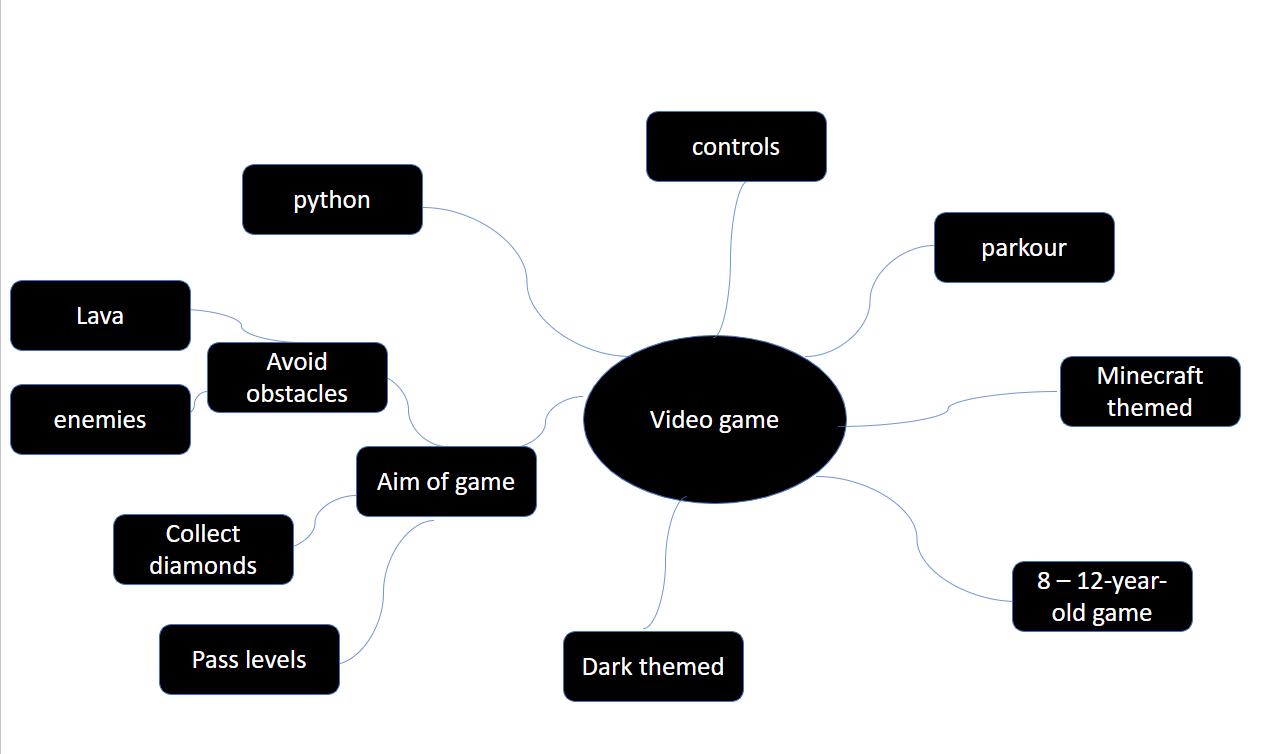 controls
python
parkour
Lava
Avoid
obstacles
enemies
Minecraft
themed
Video game
Aim of game
Collect
diamonds
8 – 12-year-
old game
Pass levels
Dark themed